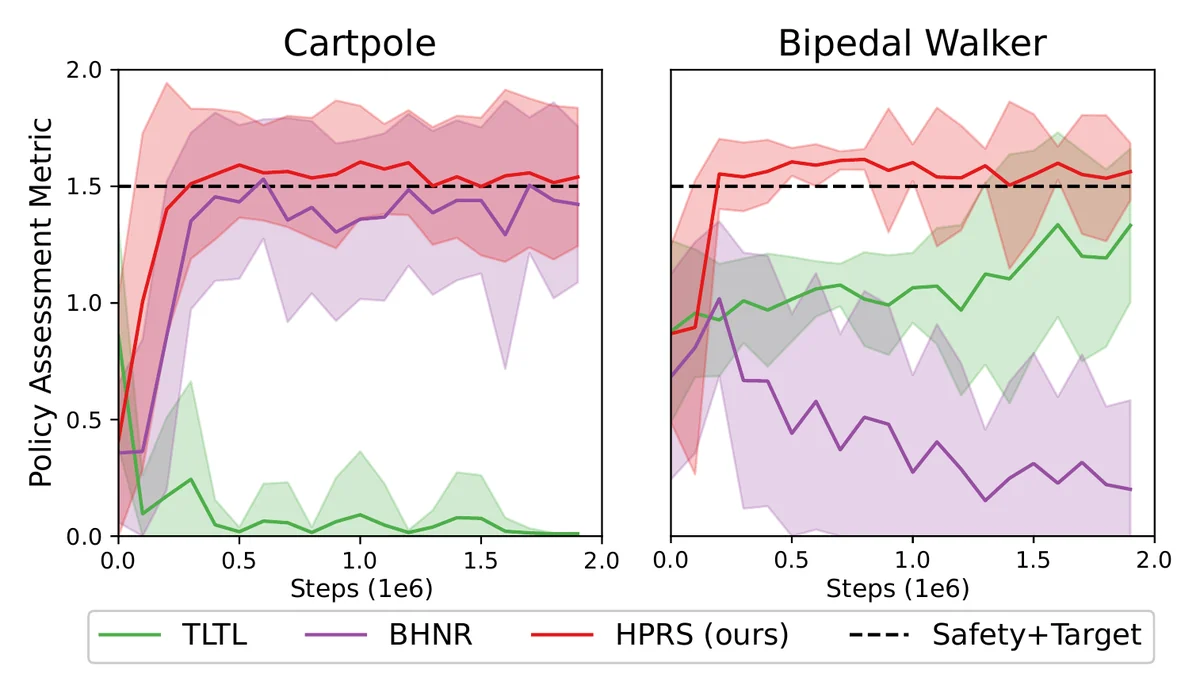 Cartpole
Bipedal Walker
Policy Assessment Metric
2.0
1.5
1.0
0.5
0.0
0.0 0.5 1.0 1.5 2.0
0.0 0.5 1.0 1.5 2.0
Steps (1e6)
Steps (1e6)
TLTL BHNR HPRS (ours) Safety+Target